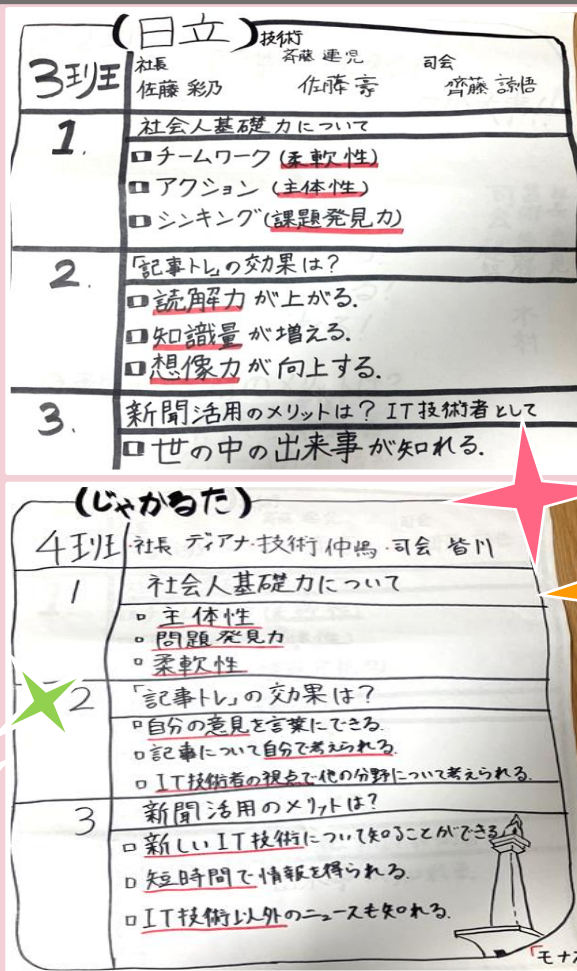 (日立)
技術
3班
社長
斉藤 連児
司会
佐藤 彩乃
佐藤 豪
齊藤 諒悟
1.
社会人基礎力について
チームワーク (柔軟性)
アクション (主体性)
シンキング (課題発見力)
2.
「記事トレ」の効果は?
読解力 が上がる.
知識量 が増える.
想像力 が向上する.
3.
新聞活用のメリットは? IT技術者として
世の中の出来事が知れる.
(じゃかるた)
4班 ・社長 ディアナ・技術 仲嶋・司会 皆川
1
社会人基礎力について
主体性
問題発見力
柔軟性
2
「記事トレ」の効果は?
自分の意見を言葉にできる.
記事について自分で考えられる.
IT技術者の視点で他の分野について考えられる.
3
新聞活用のメリットは?
新しいIT技術について知ることができる
短時間で情報を得られる.
IT技術以外のニュースも知れる.
「モナス